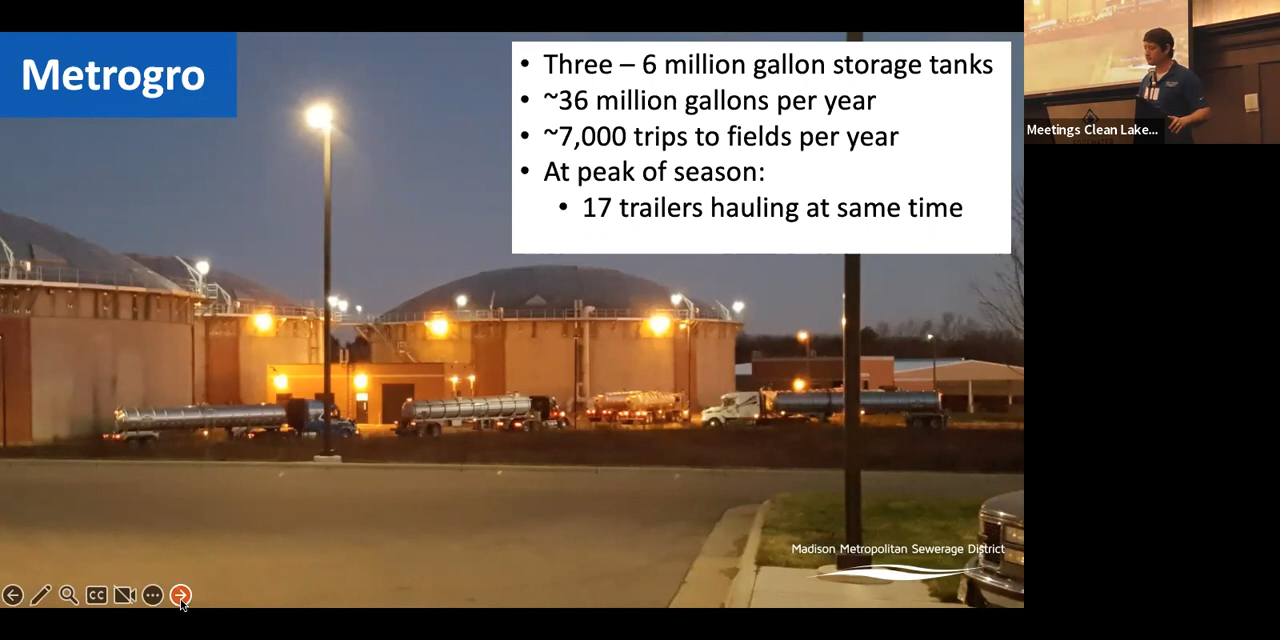 Metrogro
• Three – 6 million gallon storage tanks
• ~36 million gallons per year
• ~7,000 trips to fields per year
• At peak of season:
• 17 trailers hauling at same time
Madison Metropolitan Sewerage District
CC
Meetings Clean Lake...